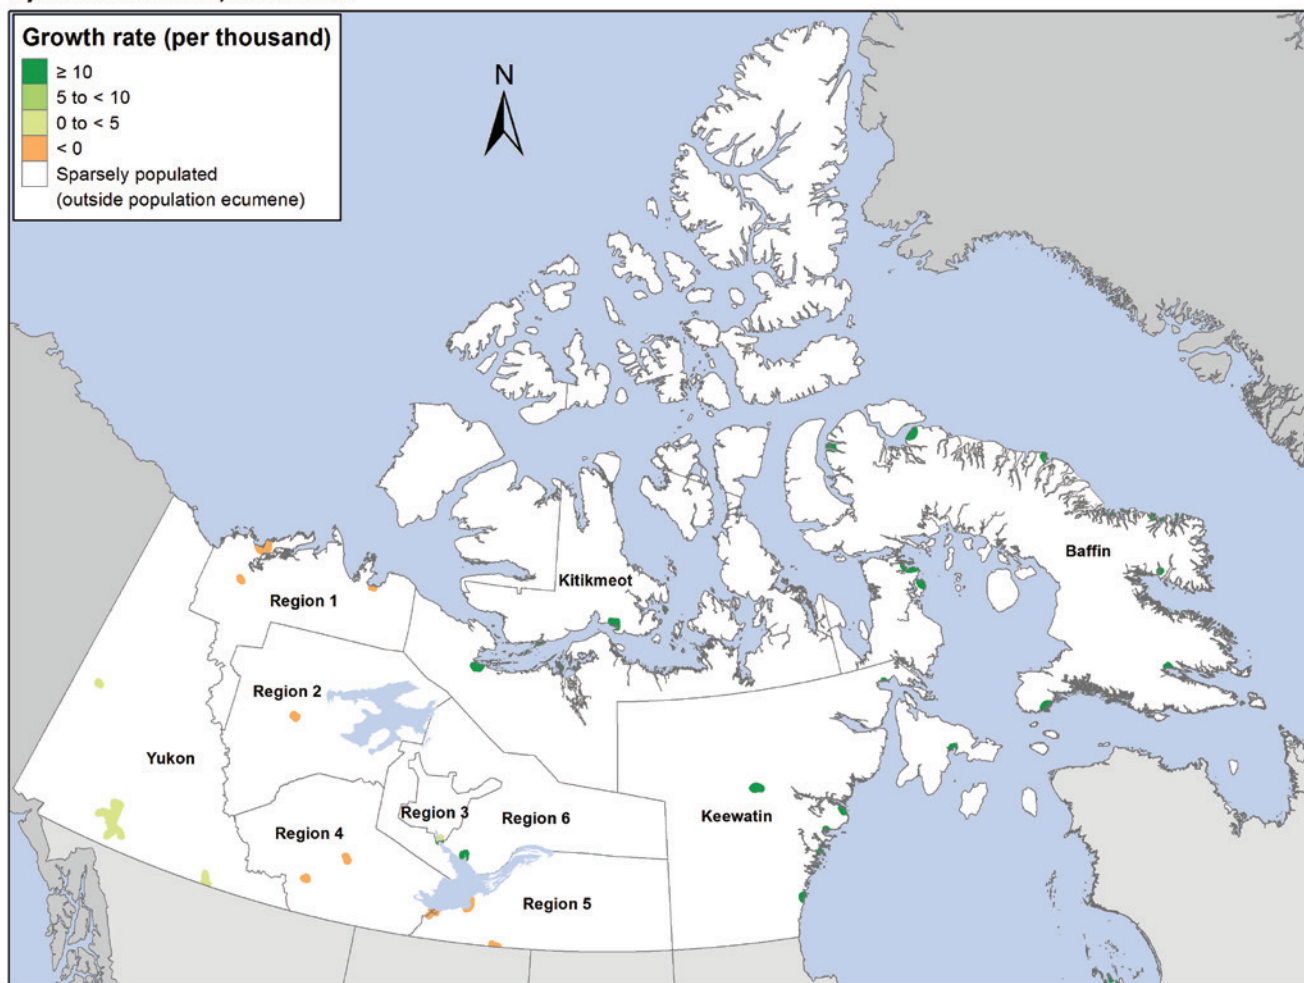 Growth rate (per thousand)
≥ 10
5 to < 10
0 to < 5
< 0
Sparsely populated
(outside population ecumene)
N
Baffin
Kitikmeot
Region 1
Region 2
Yukon
Region 3
Region 6
Keewatin
Region 4
Region 5